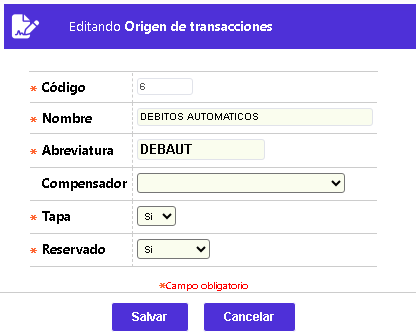 Editando Origen de transacciones
* Código 6
* Nombre DEBITOS AUTOMATICOS
* Abreviatura DEBAUT
Compensador
* Tapa Si
* Reservado Si
*Campo obligatorio
Salvar Cancelar